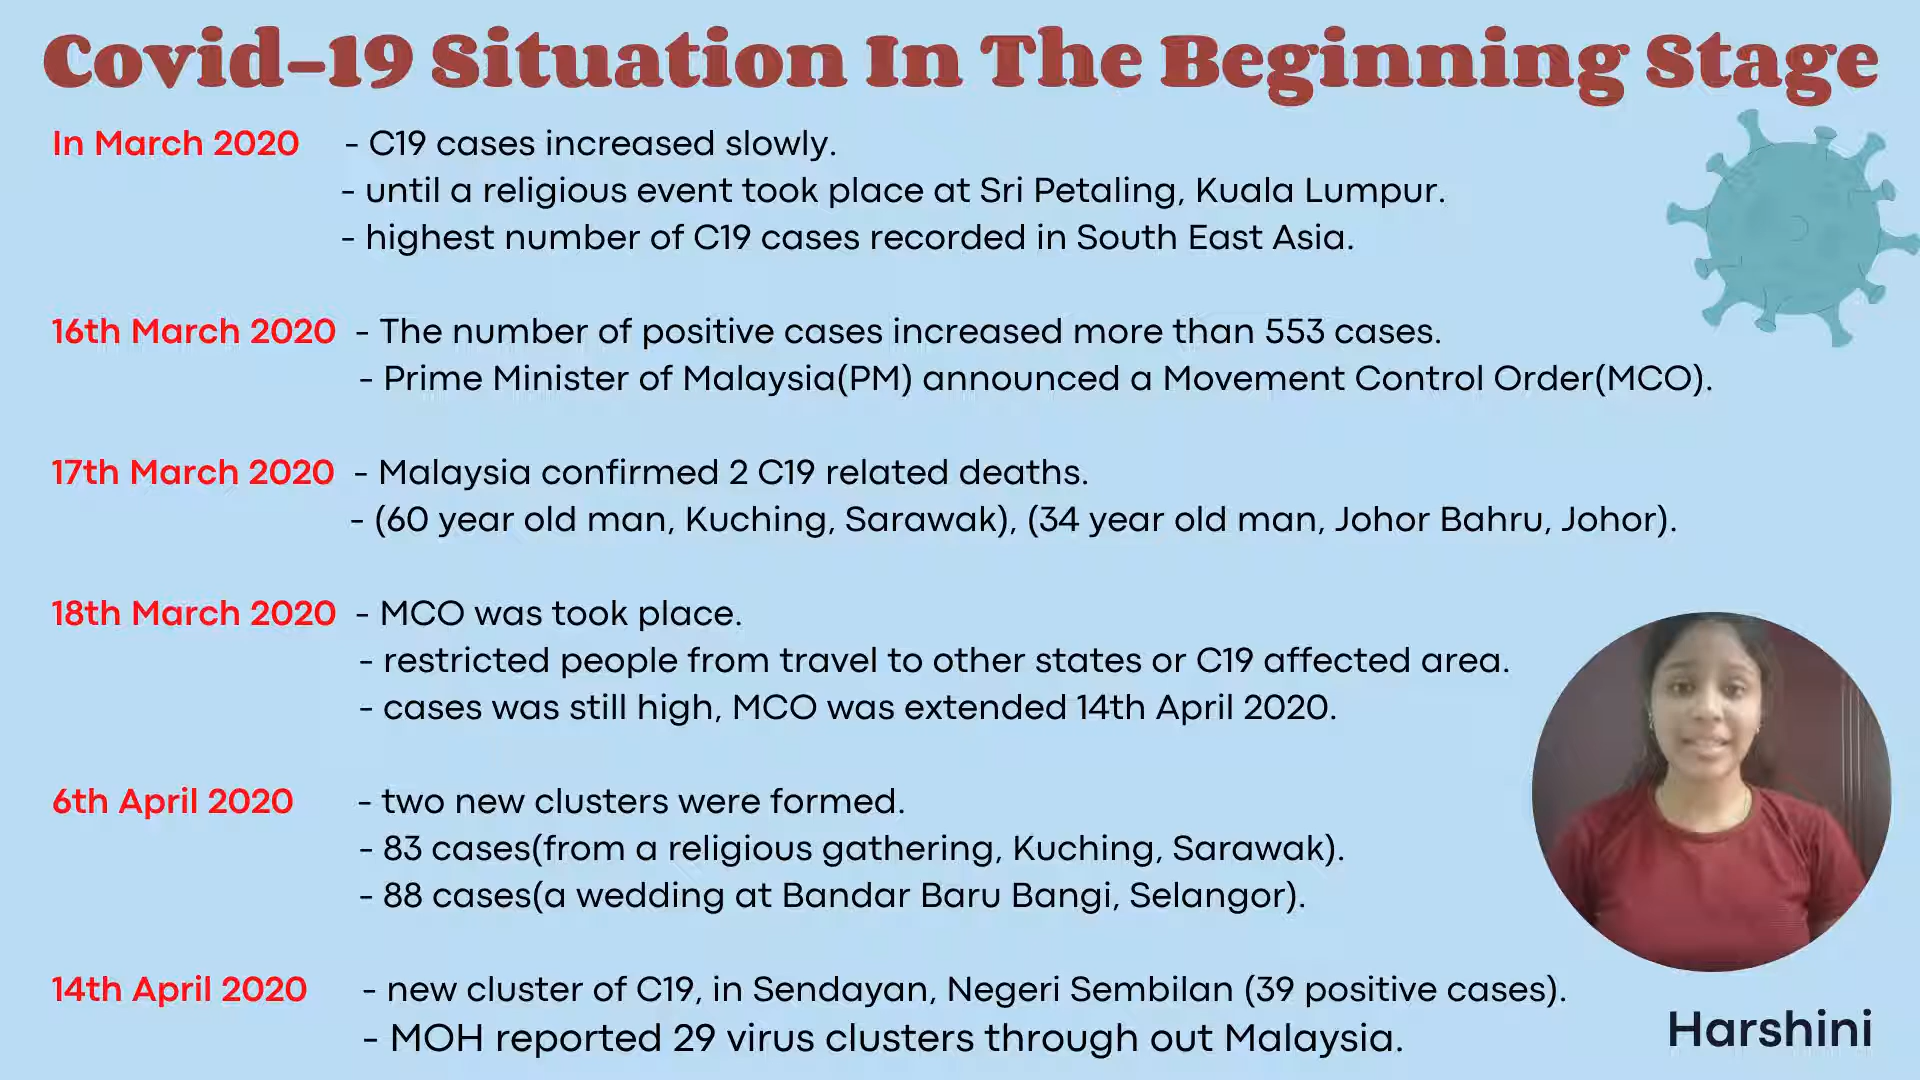 Covid-19 Situation In The Beginning Stage
In March 2020 - C19 cases increased slowly.
- until a religious event took place at Sri Petaling, Kuala Lumpur.
- highest number of C19 cases recorded in South East Asia.
16th March 2020 - The number of positive cases increased more than 553 cases.
- Prime Minister of Malaysia(PM) announced a Movement Control Order(MCO).
17th March 2020 - Malaysia confirmed 2 C19 related deaths.
- (60 year old man, Kuching, Sarawak), (34 year old man, Johor Bahru, Johor).
18th March 2020 - MCO was took place.
- restricted people from travel to other states or C19 affected area.
- cases was still high, MCO was extended 14th April 2020.
6th April 2020 - two new clusters were formed.
- 83 cases(from a religious gathering, Kuching, Sarawak).
- 88 cases(a wedding at Bandar Baru Bangi, Selangor).
14th April 2020 - new cluster of C19, in Sendayan, Negeri Sembilan (39 positive cases).
- MOH reported 29 virus clusters through out Malaysia.
Harshini